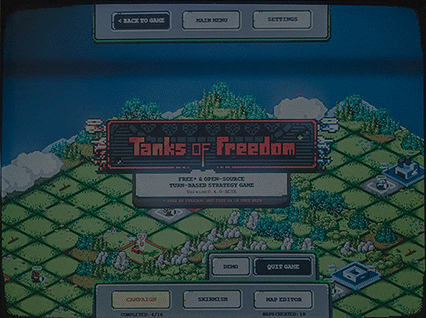 < BACK TO GAME
MAIN MENU
SETTINGS
Tanks of Freedom
FREE* & OPEN-SOURCE
TURN-BASED STRATEGY GAME
DEMO
QUIT GAME
CAMPAIGN
SKIRMISH
MAP EDITOR